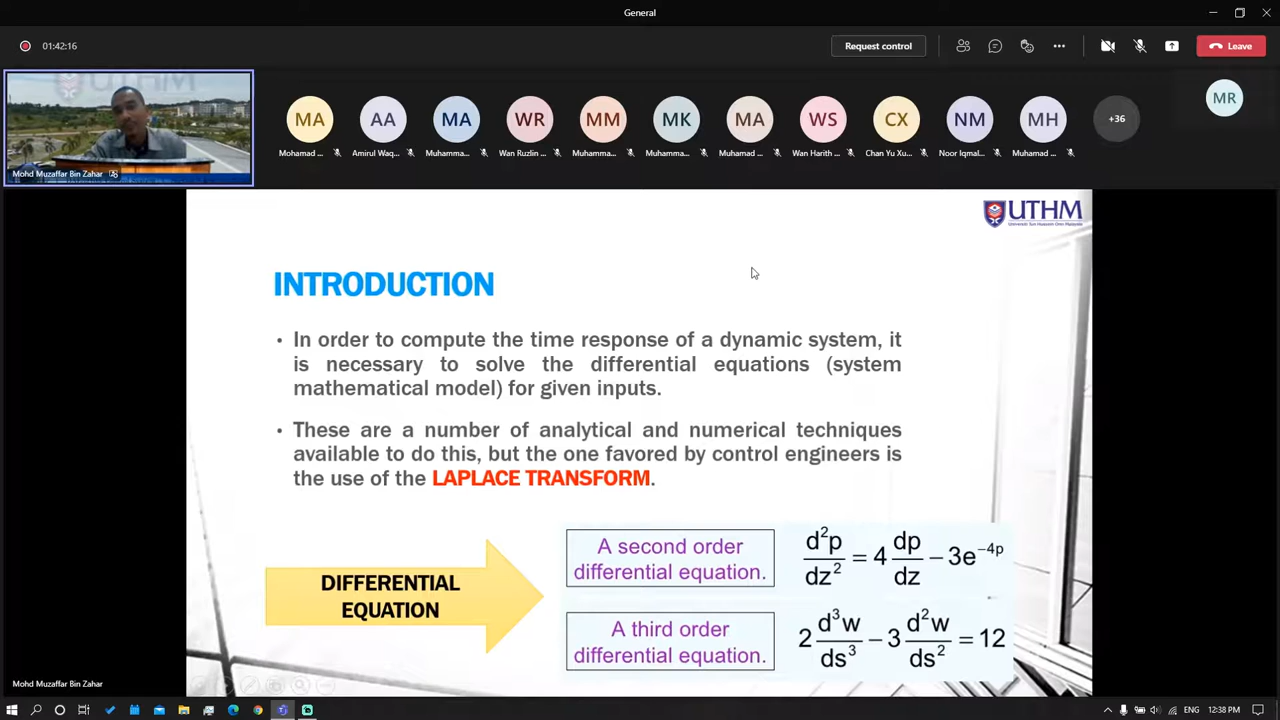 General
01:42:16
Request control
Leave
UTHM
Mohd Muzaffar Bin Zahar
MA
AA
MA
WR
MM
MK
MA
WS
CX
NM
MH
+36
MR
Mohamad ...
Amirul Waq...
Muhamma...
Wan Ruzlin ...
Muhamma...
Muhamma...
Muhamad ...
Wan Harith ...
Chan Yu Xu...
Noor Iqmal...
Muhamad ...
UTHM
Universiti Tun Hussein Onn Malaysia
INTRODUCTION
• In order to compute the time response of a dynamic system, it
is necessary to solve the differential equations (system
mathematical model) for given inputs.
• These are a number of analytical and numerical techniques
available to do this, but the one favored by control engineers is
the use of the LAPLACE TRANSFORM.
DIFFERENTIAL
EQUATION
A second order
differential equation.
d²p/dz² = 4 dp/dz − 3e⁻⁴ᵖ
A third order
differential equation.
2 d³w/ds³ − 3 d²w/ds² = 12
Mohd Muzaffar Bin Zahar
ENG
12:38 PM